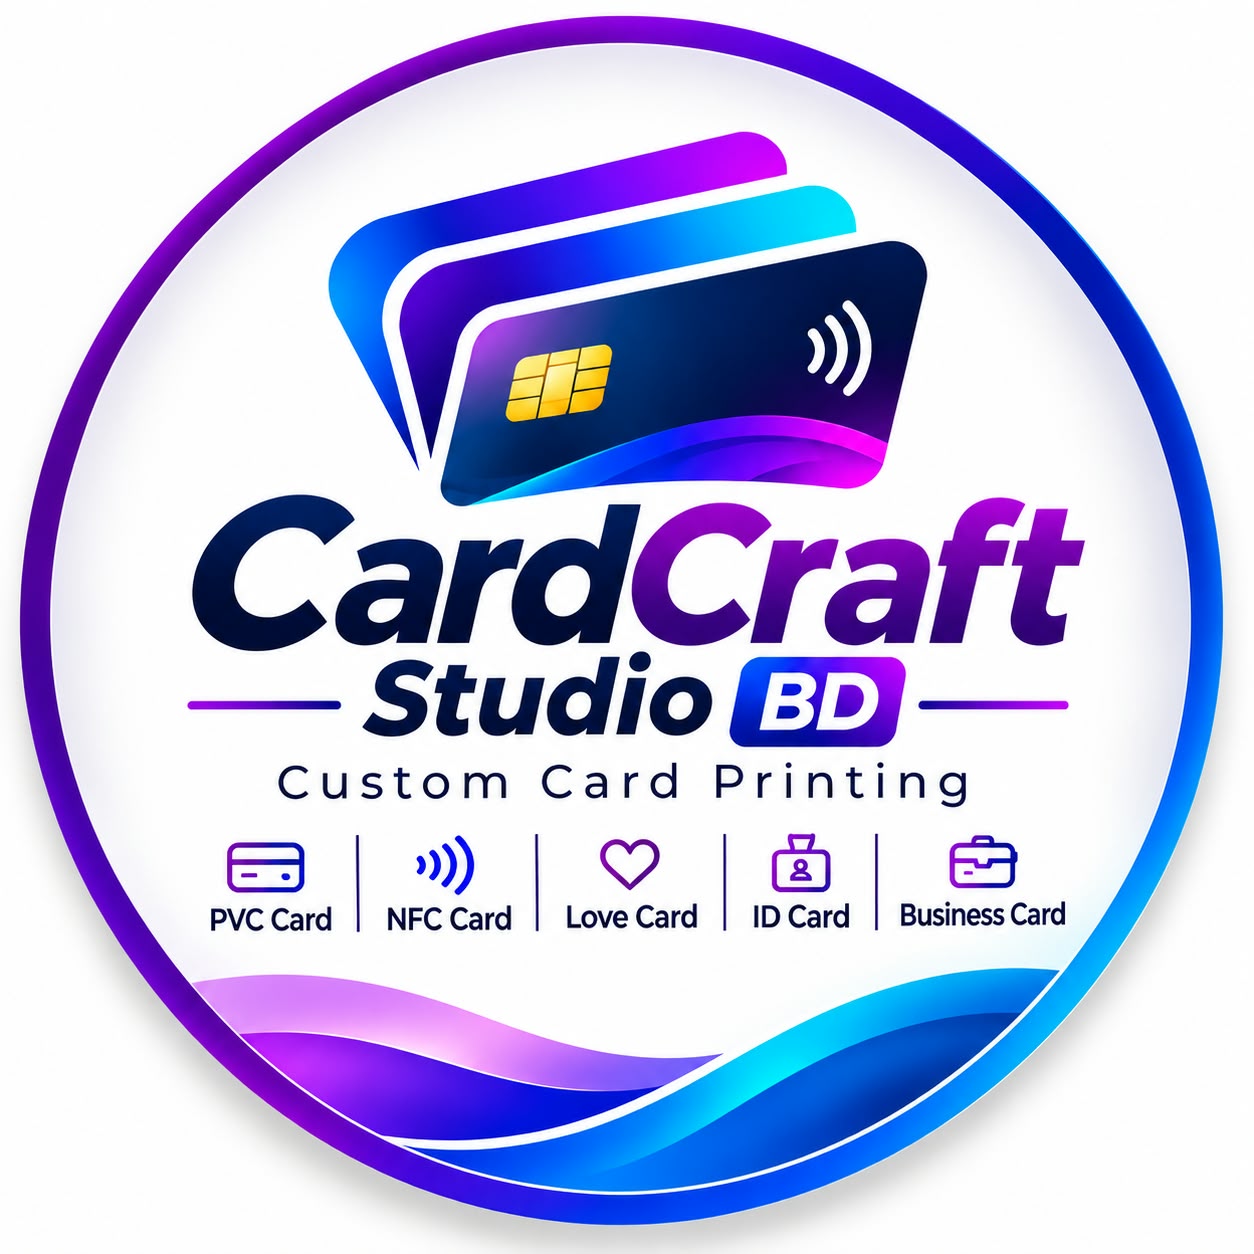 CardCraft
Studio BD
Custom Card Printing
PVC Card
NFC Card
Love Card
ID Card
Business Card